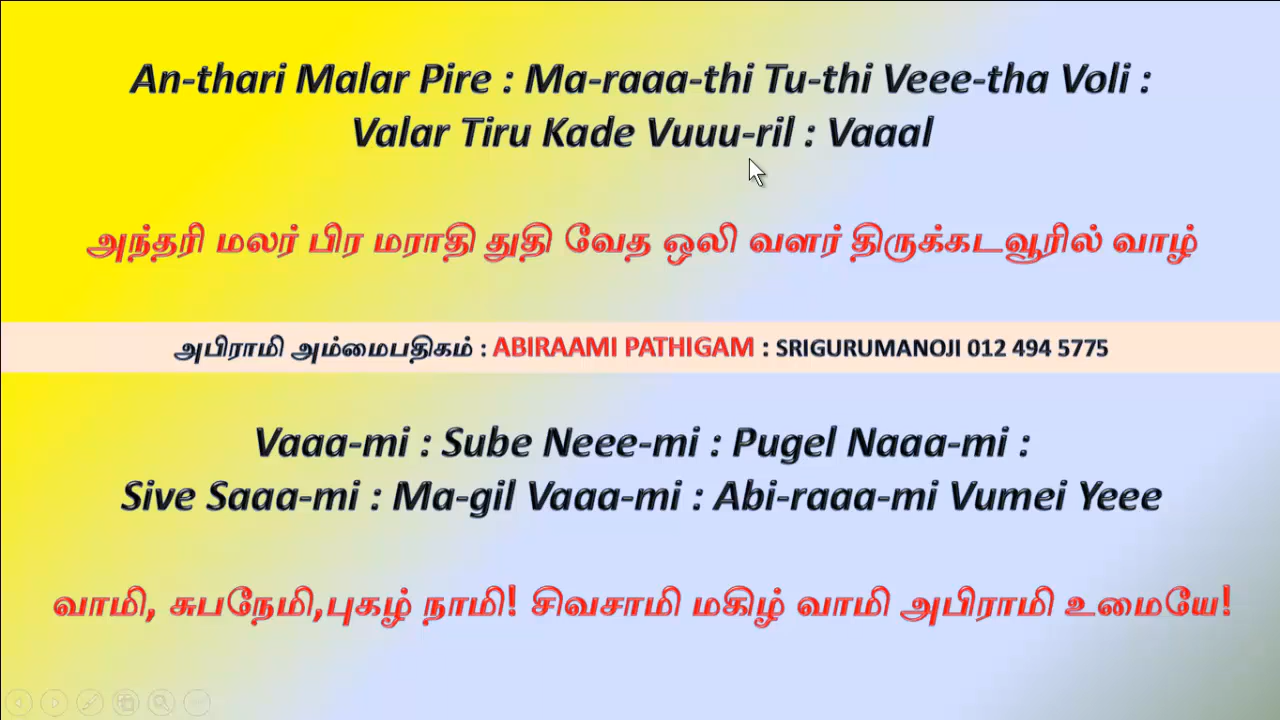 An-thari Malar Pire : Ma-raaa-thi Tu-thi Veee-tha Voli :
Valar Tiru Kade Vuuu-ril : Vaaal
அந்தரி மலர் பிர மராதி துதி வேத ஒலி வளர் திருக்கடவூரில் வாழ்
அபிராமி அம்மைபதிகம் : ABIRAAMI PATHIGAM : SRIGURUMANOJI 012 494 5775
Vaaa-mi : Sube Neee-mi : Pugel Naaa-mi :
Sive Saaa-mi : Ma-gil Vaaa-mi : Abi-raaa-mi Vumei Yeee
வாமி, சுபநேமி,புகழ் நாமி! சிவசாமி மகிழ் வாமி அபிராமி உமையே!